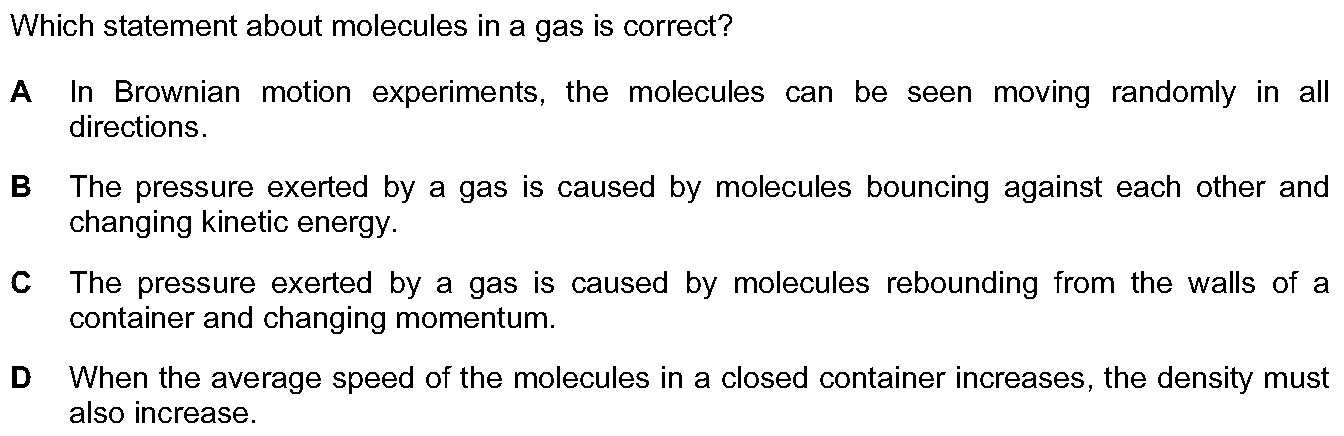 Which statement about molecules in a gas is correct?
A In Brownian motion experiments, the molecules can be seen moving randomly in all
directions.
B The pressure exerted by a gas is caused by molecules bouncing against each other and
changing kinetic energy.
C The pressure exerted by a gas is caused by molecules rebounding from the walls of a
container and changing momentum.
D When the average speed of the molecules in a closed container increases, the density must
also increase.